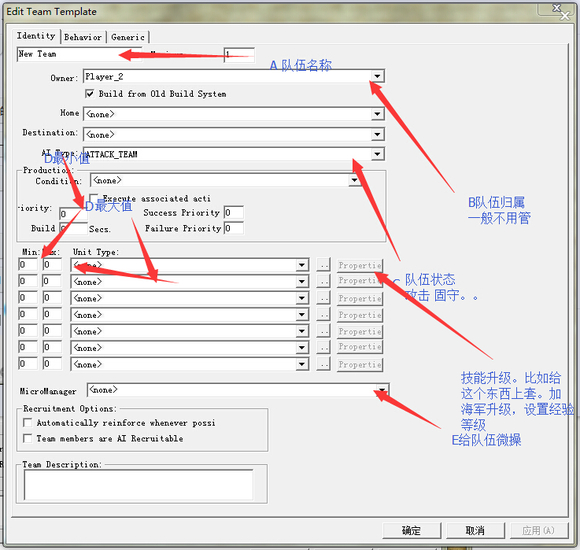 Edit Team Template
Identity Behavior Generic
New Team 1
A 队伍名称
Owner: Player_2
Build from Old Build System
Home <none>
Destination: <none>
AI Type: ATTACK_TEAM
D最小值
B队伍归属
一般不用管
Production:
Condition: <none>
Execute associated acti
D最大值
riority: 0 Success Priority 0
Build 0 Secs. Failure Priority 0
Min: Max: Unit Type:
0 0 <none> .. Propertie
0 0 <none> .. Propertie
0 0 <none> .. Propertie
0 0 <none> .. Propertie
0 0 <none> .. Propertie
0 0 <none> .. Propertie
0 0 <none> .. Propertie
C 队伍状态
攻击 固守。。
技能升级。比如给
这个东西上套。加
海军升级，设置经验
等级
E给队伍微操
MicroManager <none>
Recruitment Options:
Automatically reinforce whenever possi
Team members are AI Recruitable
Team Description:
确定 取消 应用(A)